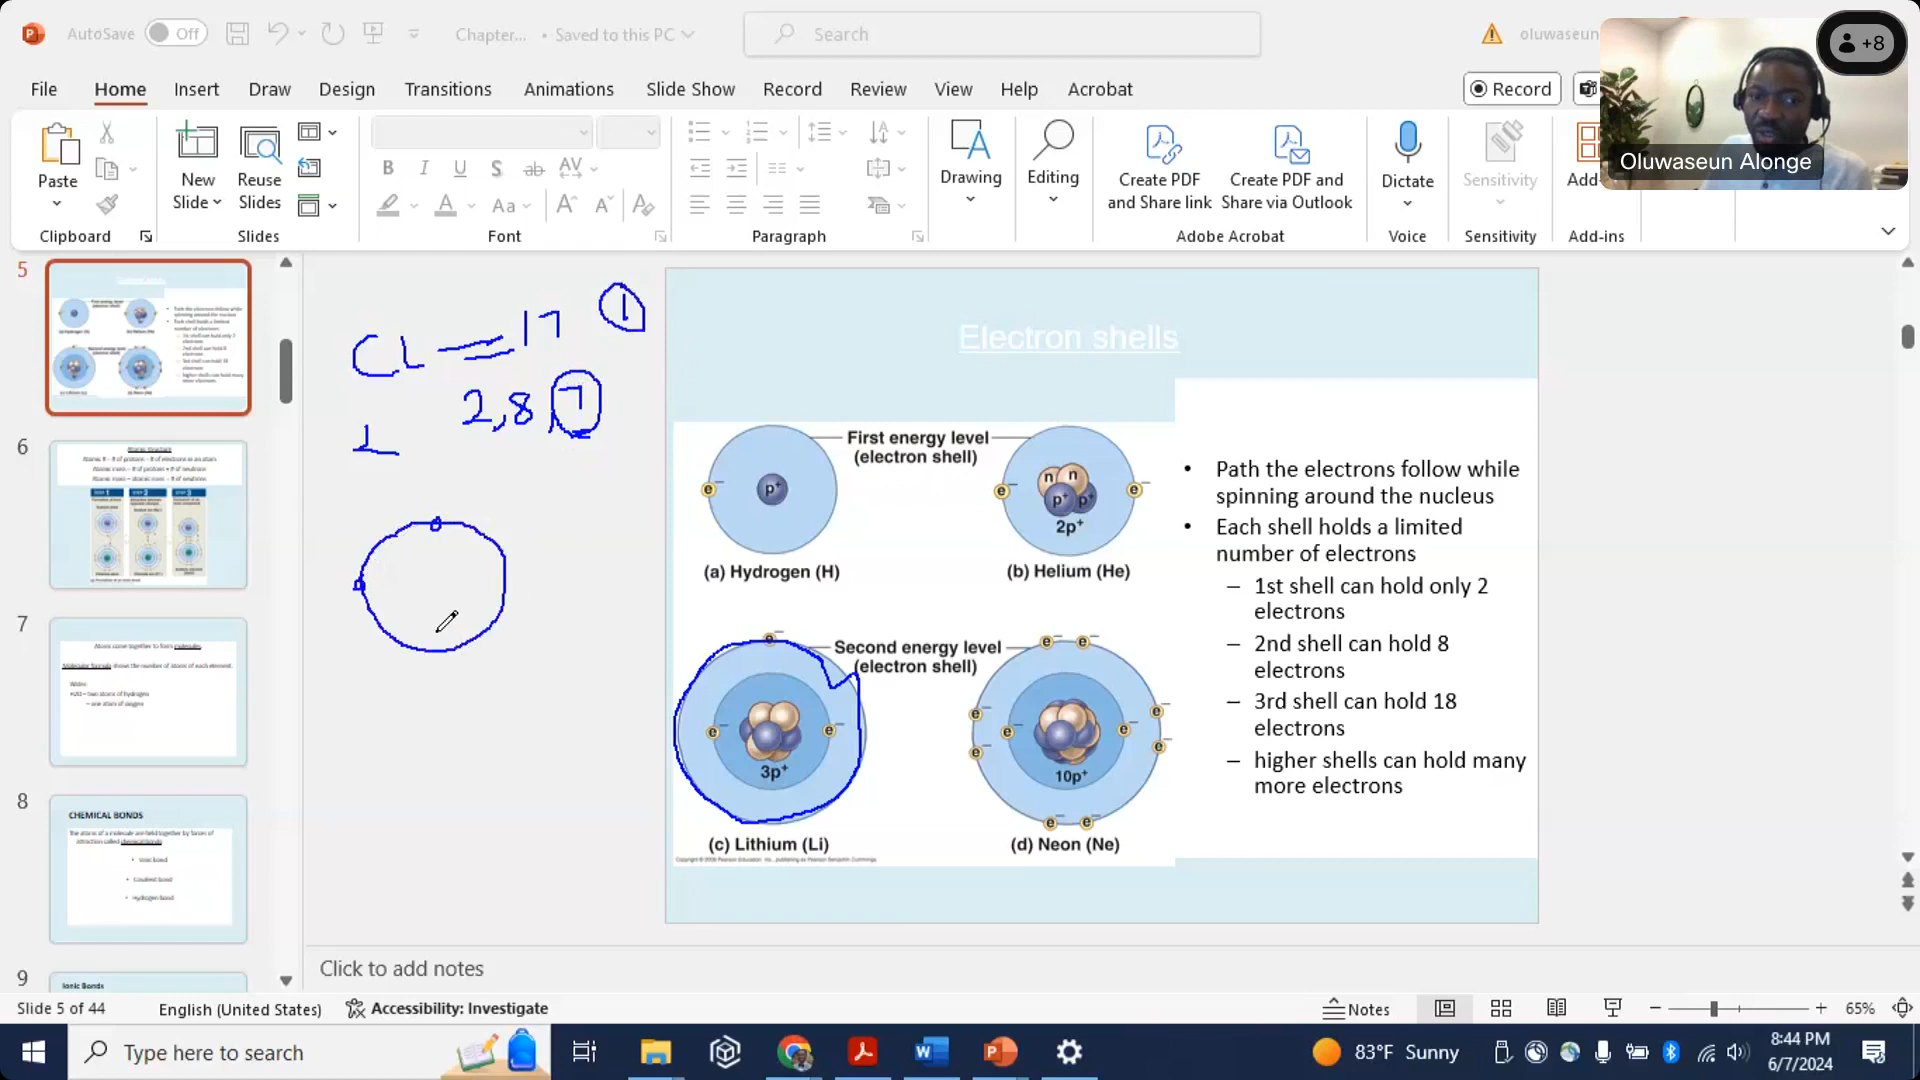 AutoSave Off Chapter... • Saved to this PC Search oluwaseun +8
File Home Insert Draw Design Transitions Animations Slide Show Record Review View Help Acrobat Record
Oluwaseun Alonge
Paste New Slide Reuse Slides Drawing Editing Create PDF and Share link Create PDF and Share via Outlook Dictate Sensitivity Add-
Clipboard Slides Font Paragraph Adobe Acrobat Voice Sensitivity Add-ins
5
6
7
8
CHEMICAL BONDS
9
Ionic Bonds
CL = 17 1
2,8,7
Electron shells
First energy level
(electron shell)
e- p+
n n
p+ p+
2p+
e- e-
(a) Hydrogen (H)
(b) Helium (He)
Second energy level
(electron shell)
3p+
10p+
(c) Lithium (Li)
(d) Neon (Ne)
• Path the electrons follow while
spinning around the nucleus
• Each shell holds a limited
number of electrons
– 1st shell can hold only 2
electrons
– 2nd shell can hold 8
electrons
– 3rd shell can hold 18
electrons
– higher shells can hold many
more electrons
Click to add notes
Slide 5 of 44 English (United States) Accessibility: Investigate Notes 65%
Type here to search 83°F Sunny 8:44 PM
6/7/2024